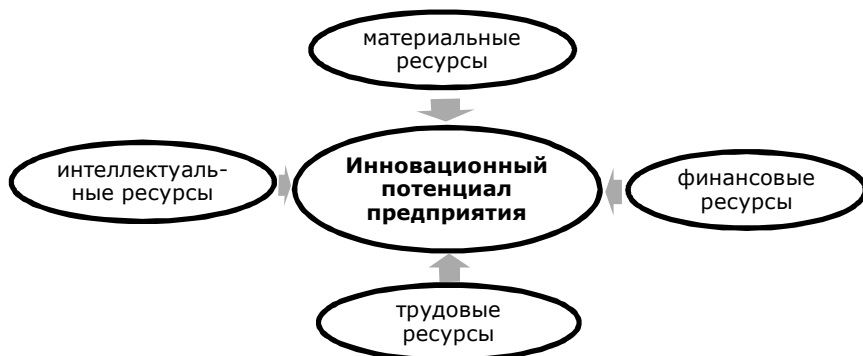 материальные
ресурсы
интеллектуаль-
ные ресурсы
Инновационный
потенциал
предприятия
финансовые
ресурсы
трудовые
ресурсы